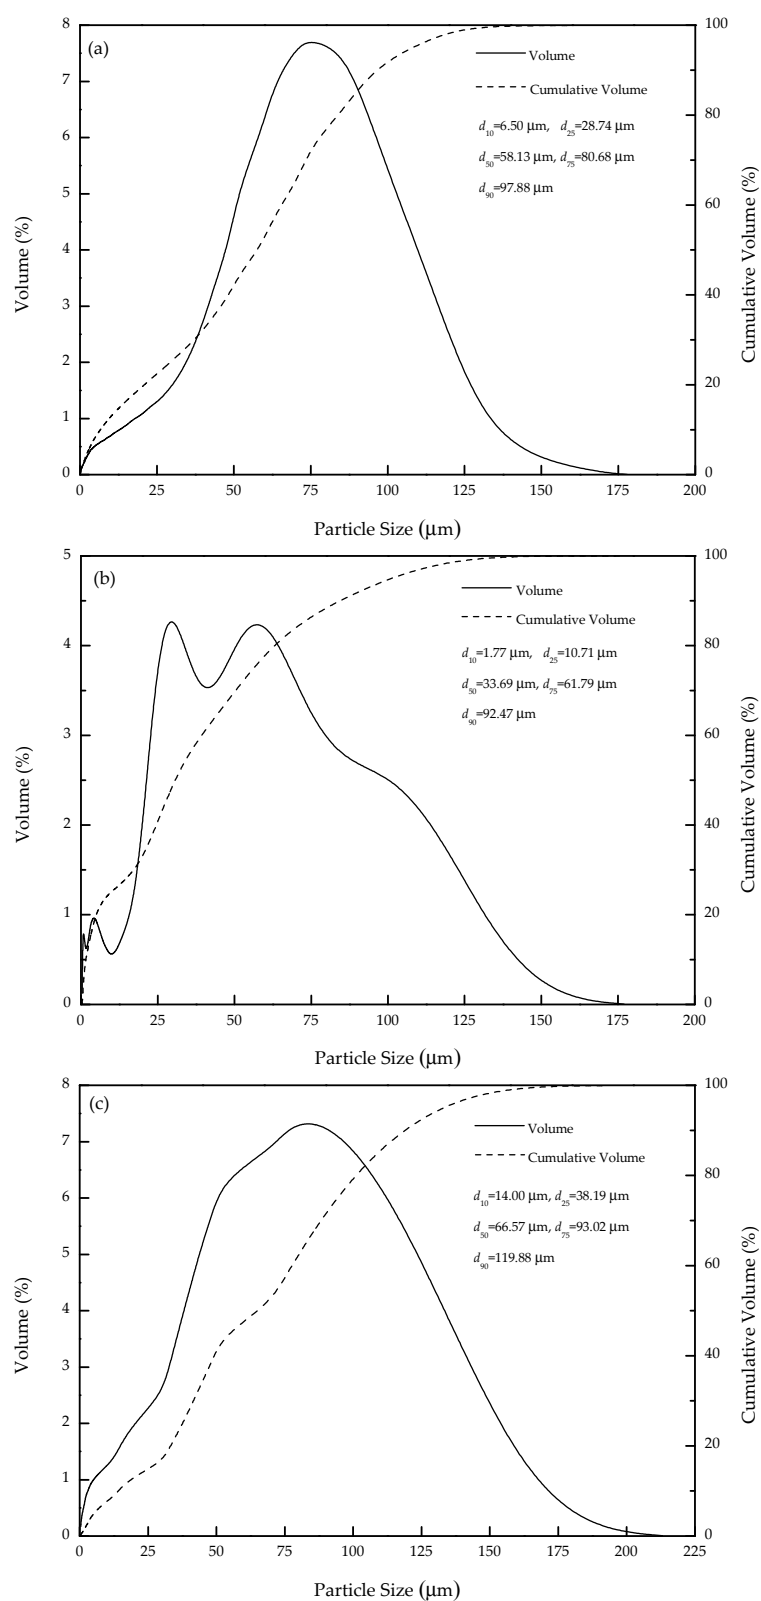 (a)
Volume
Cumulative Volume
d10=6.50 μm, d25=28.74 μm
d50=58.13 μm, d75=80.68 μm
d90=97.88 μm
Volume (%)
8
7
6
5
4
3
2
1
0
100
80
60
40
20
0
Cumulative Volume (%)
0 25 50 75 100 125 150 175 200
Particle Size (μm)
(b)
Volume
Cumulative Volume
d10=1.77 μm, d25=10.71 μm
d50=33.69 μm, d75=61.79 μm
d90=92.47 μm
Volume (%)
5
4
3
2
1
0
100
80
60
40
20
0
Cumulative Volume (%)
0 25 50 75 100 125 150 175 200
Particle Size (μm)
(c)
Volume
Cumulative Volume
d10=14.00 μm, d25=38.19 μm
d50=66.57 μm, d75=93.02 μm
d90=119.88 μm
Volume (%)
8
7
6
5
4
3
2
1
0
100
80
60
40
20
0
Cumulative Volume (%)
0 25 50 75 100 125 150 175 200 225
Particle Size (μm)